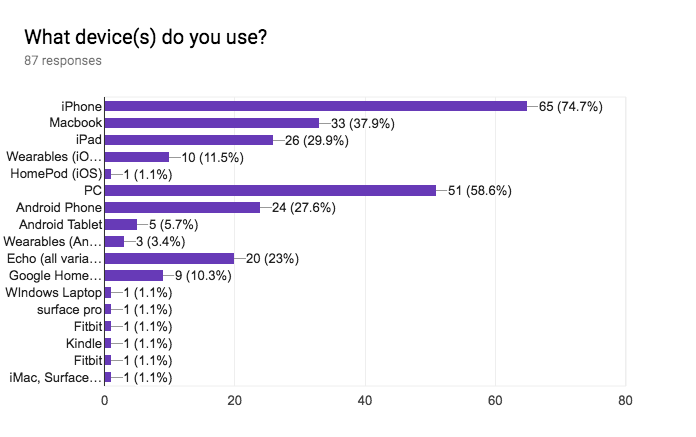 What device(s) do you use?
87 responses
iPhone 65 (74.7%)
Macbook 33 (37.9%)
iPad 26 (29.9%)
Wearables (iO… 10 (11.5%)
HomePod (iOS) 1 (1.1%)
PC 51 (58.6%)
Android Phone 24 (27.6%)
Android Tablet 5 (5.7%)
Wearables (An… 3 (3.4%)
Echo (all varia… 20 (23%)
Google Home… 9 (10.3%)
WIndows Laptop 1 (1.1%)
surface pro 1 (1.1%)
Fitbit 1 (1.1%)
Kindle 1 (1.1%)
Fitbit 1 (1.1%)
iMac, Surface… 1 (1.1%)
0 20 40 60 80